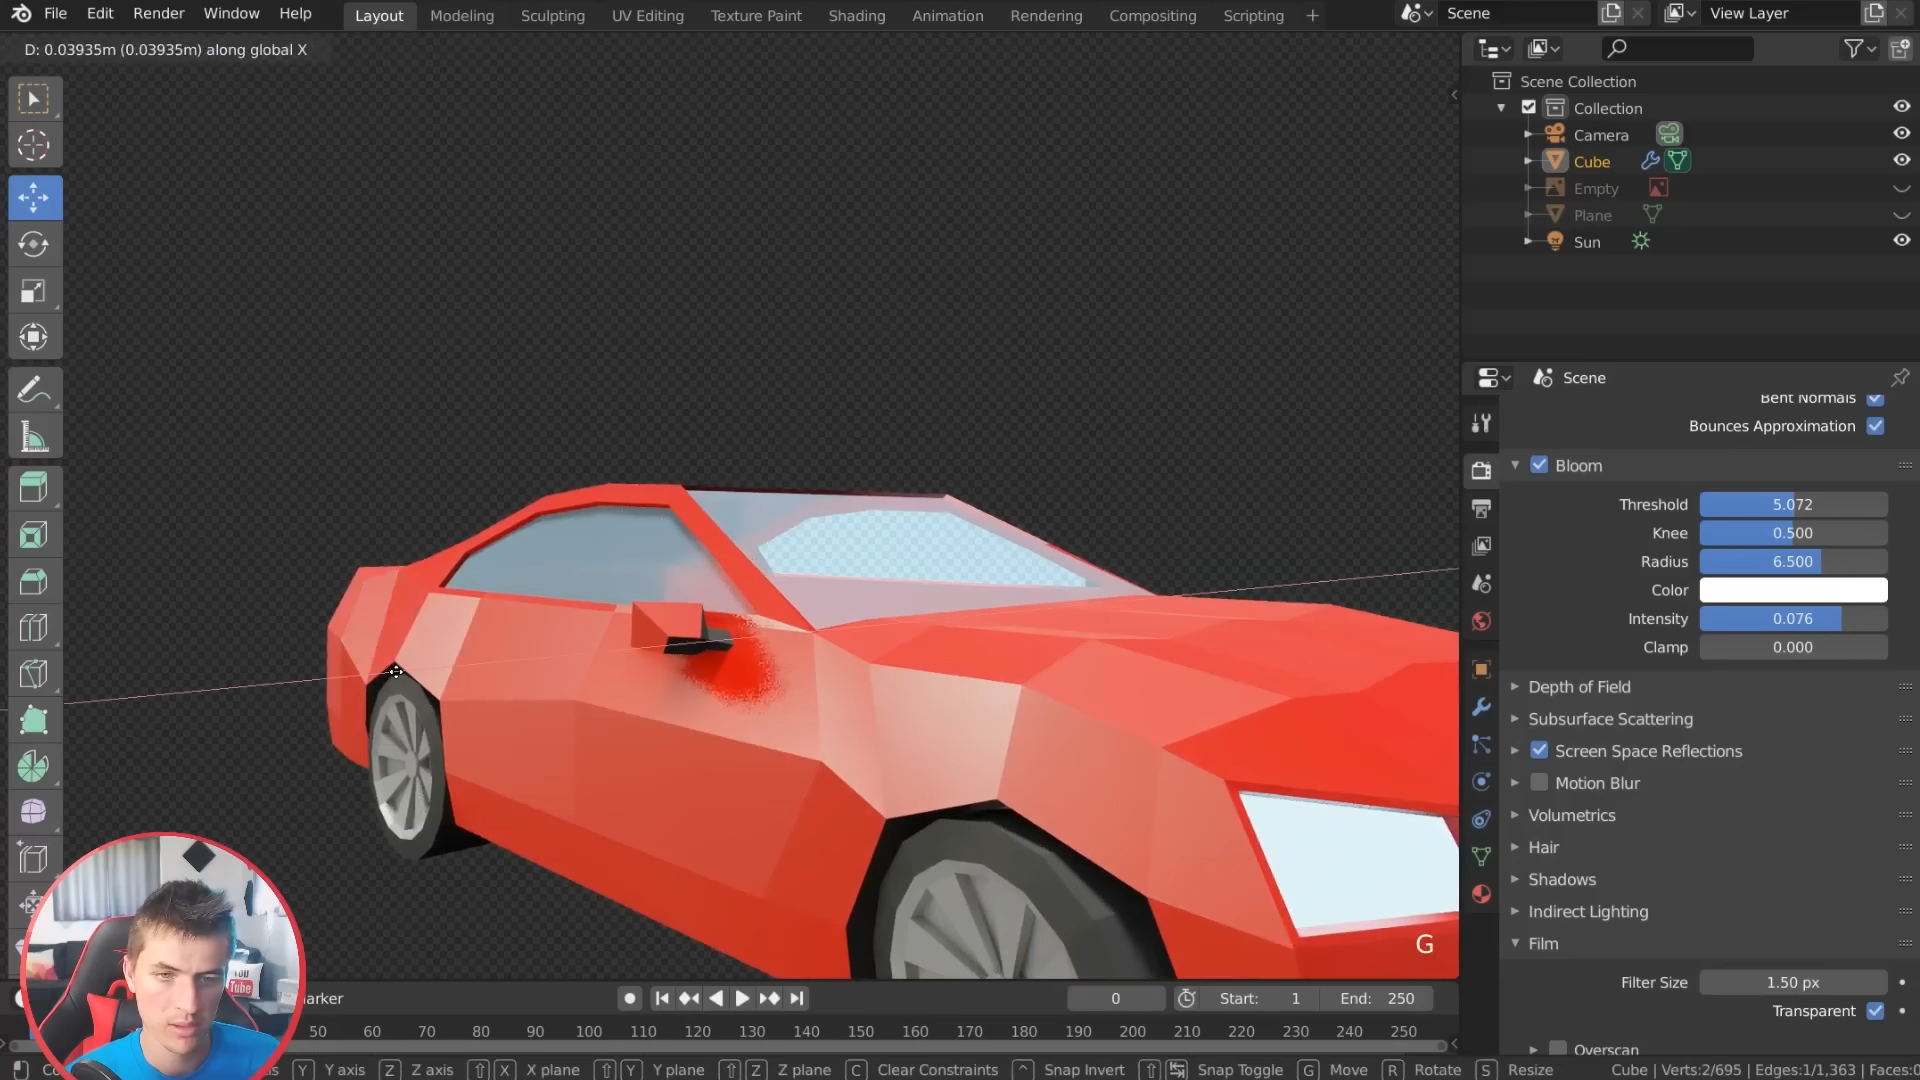 File Edit Render Window Help Layout Modeling Sculpting UV Editing Texture Paint Shading Animation Rendering Compositing Scripting + Scene View Layer
D: 0.03935m (0.03935m) along global X
Scene Collection
Collection
Camera
Cube
Empty
Plane
Sun
Scene
Bent Normals
Bounces Approximation
Bloom
Threshold 5.072
Knee 0.500
Radius 6.500
Color
Intensity 0.076
Clamp 0.000
Depth of Field
Subsurface Scattering
Screen Space Reflections
Motion Blur
Volumetrics
Hair
Shadows
Indirect Lighting
Film
G
Filter Size 1.50 px
Transparent
Overscan
You
Tube
arker 0 Start: 1 End: 250
50 60 70 80 90 100 110 120 130 140 150 160 170 180 190 200 210 220 230 240 250
Y Y axis Z Z axis X X plane Y Y plane Z Z plane C Clear Constraints ^ Snap Invert Snap Toggle G Move R Rotate S Resize Cube | Verts:2/695 | Edges:1/1,363 | Faces:0